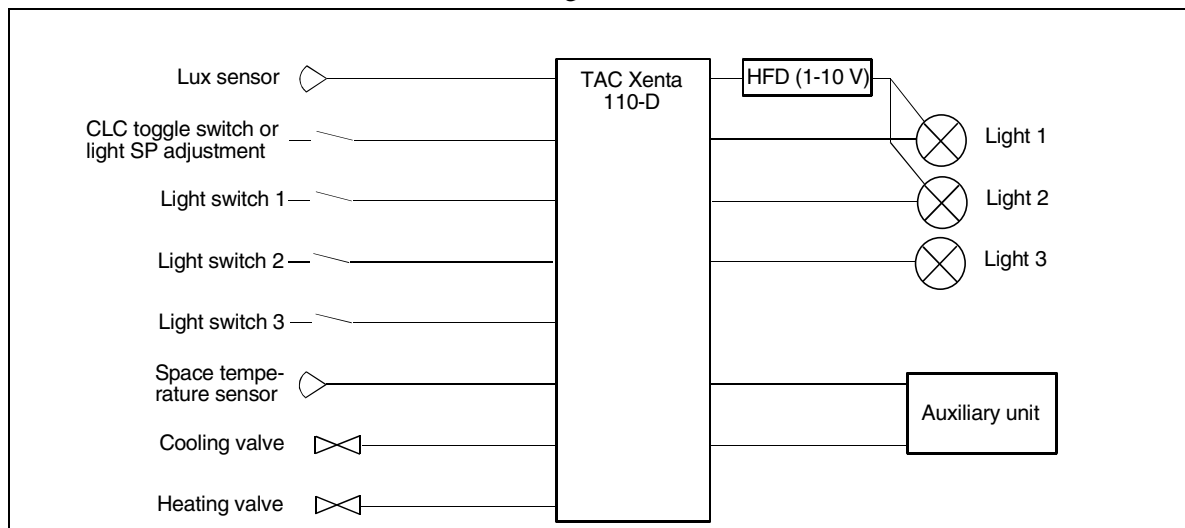 Lux sensor
TAC Xenta
110-D
HFD (1-10 V)
CLC toggle switch or
light SP adjustment
Light 1
Light switch 1
Light 2
Light switch 2
Light 3
Light switch 3
Space tempe-
rature sensor
Auxiliary unit
Cooling valve
Heating valve